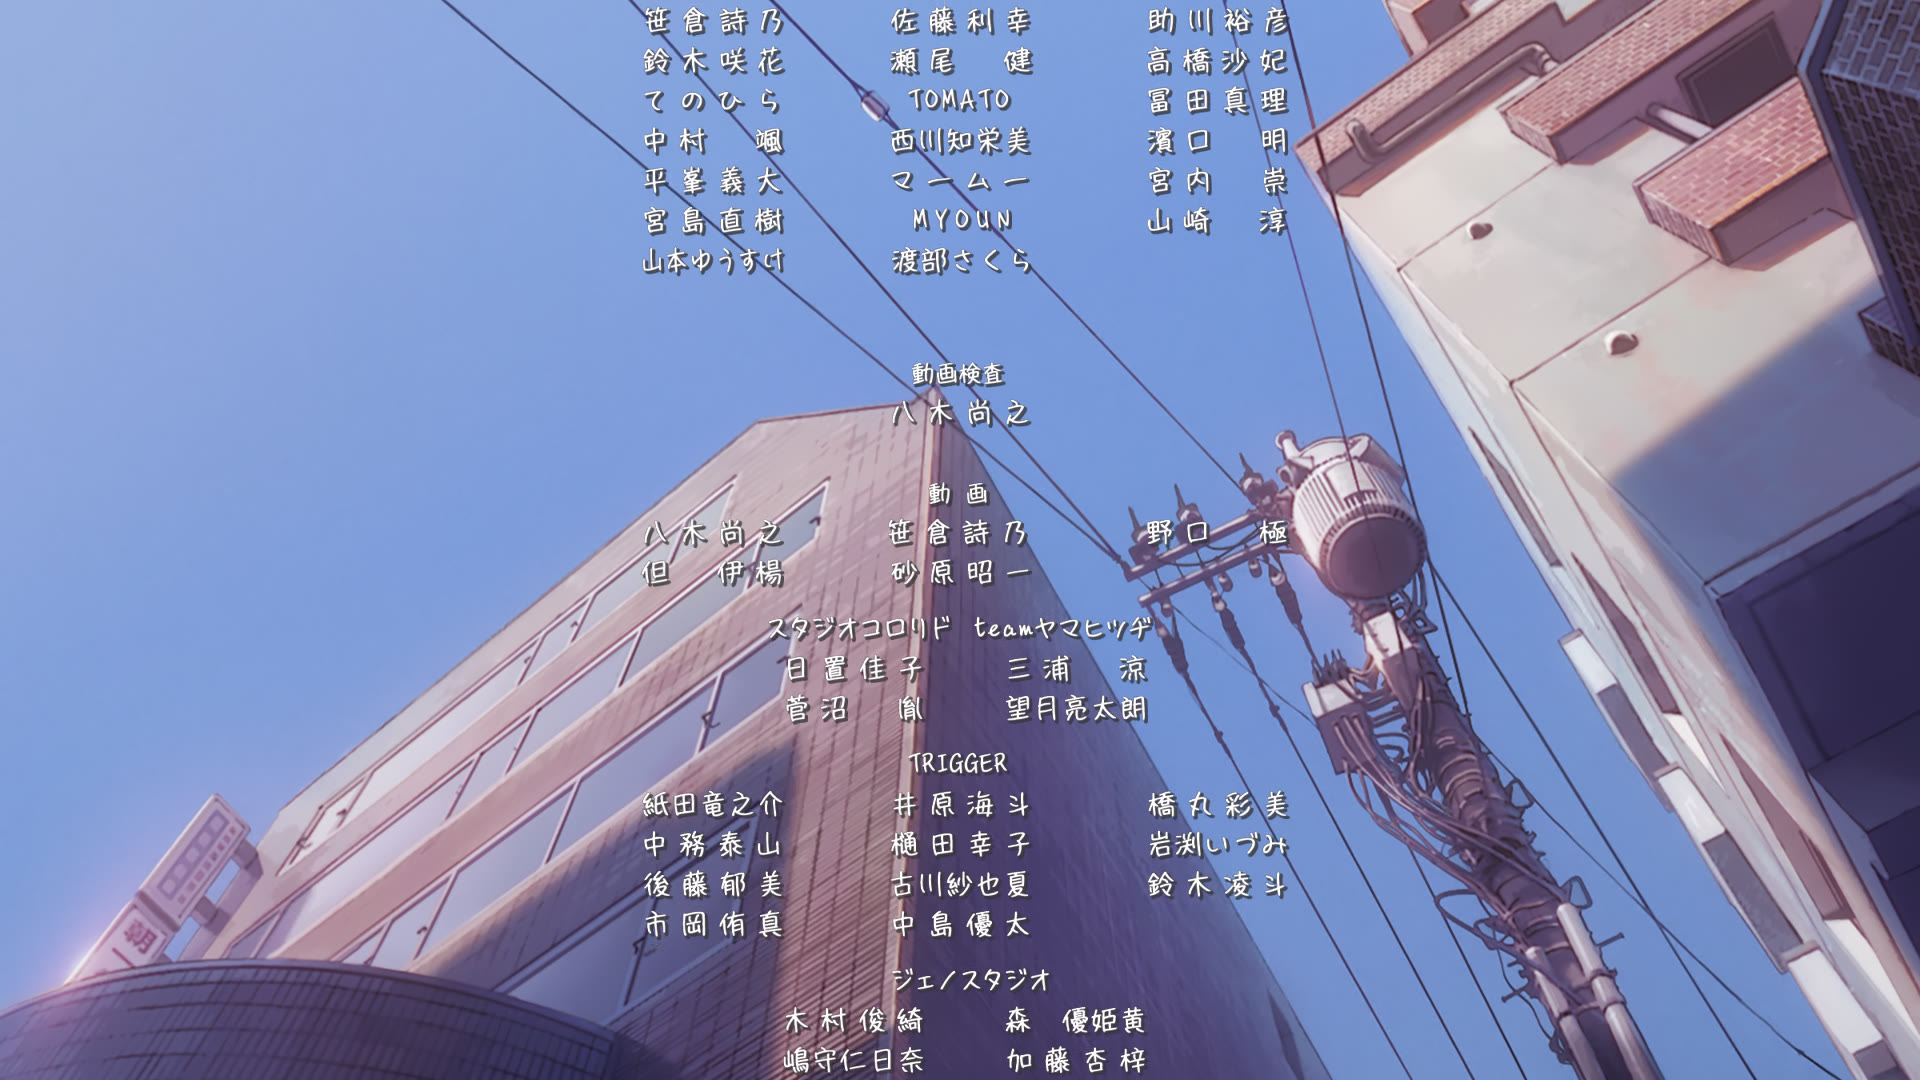 笹倉詩乃 佐藤利幸 助川裕彦
鈴木咲花 瀬尾 健 高橋沙妃
てのひら TOMATO 冨田真理
中村 颯 西川知栄美 濱口 明
平峯義大 マームー 宮内 崇
宮島直樹 MYOUN 山崎 淳
山本ゆうすけ 渡部さくら
動画検査
八木尚之
動画
八木尚之 笹倉詩乃 野口 極
但 伊楊 砂原昭一
スタジオコロリド teamヤマヒツヂ
日置佳子 三浦 涼
菅沼 胤 望月亮太朗
TRIGGER
紙田竜之介 井原海斗 橋丸彩美
中務泰山 樋田幸子 岩渕いづみ
後藤郁美 古川紗也夏 鈴木凌斗
市岡侑真 中島優太
ジェノスタジオ
木村俊綺 森 優姫黄
嶋守仁日奈 加藤杏梓